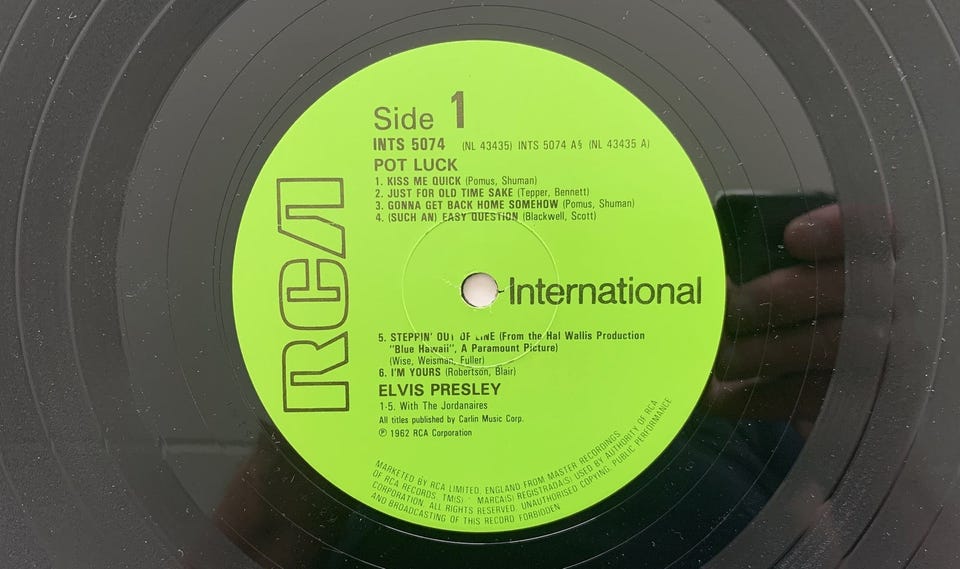 Side 1
INTS 5074 (NL 43435) INTS 5074 A§ (NL 43435 A)
POT LUCK
1. KISS ME QUICK (Pomus, Shuman)
2. JUST FOR OLD TIME SAKE (Tepper, Bennett)
3. GONNA GET BACK HOME SOMEHOW (Pomus, Shuman)
4. (SUCH AN) EASY QUESTION (Blackwell, Scott)
RCA
International
5. STEPPIN' OUT OF LINE (From the Hal Wallis Production
"Blue Hawaii", A Paramount Picture)
(Wise, Weisman, Fuller)
6. I'M YOURS (Robertson, Blair)
ELVIS PRESLEY
1-5. With The Jordanaires
All titles published by Carlin Music Corp.
℗ 1962 RCA Corporation
MARKETED BY RCA LIMITED, ENGLAND FROM MASTER RECORDINGS
OF RCA RECORDS. TM(S) ® MARCA(S) REGISTRADA(S) USED BY AUTHORITY OF RCA
CORPORATION. ALL RIGHTS RESERVED. UNAUTHORISED COPYING, PUBLIC PERFORMANCE
AND BROADCASTING OF THIS RECORD FORBIDDEN